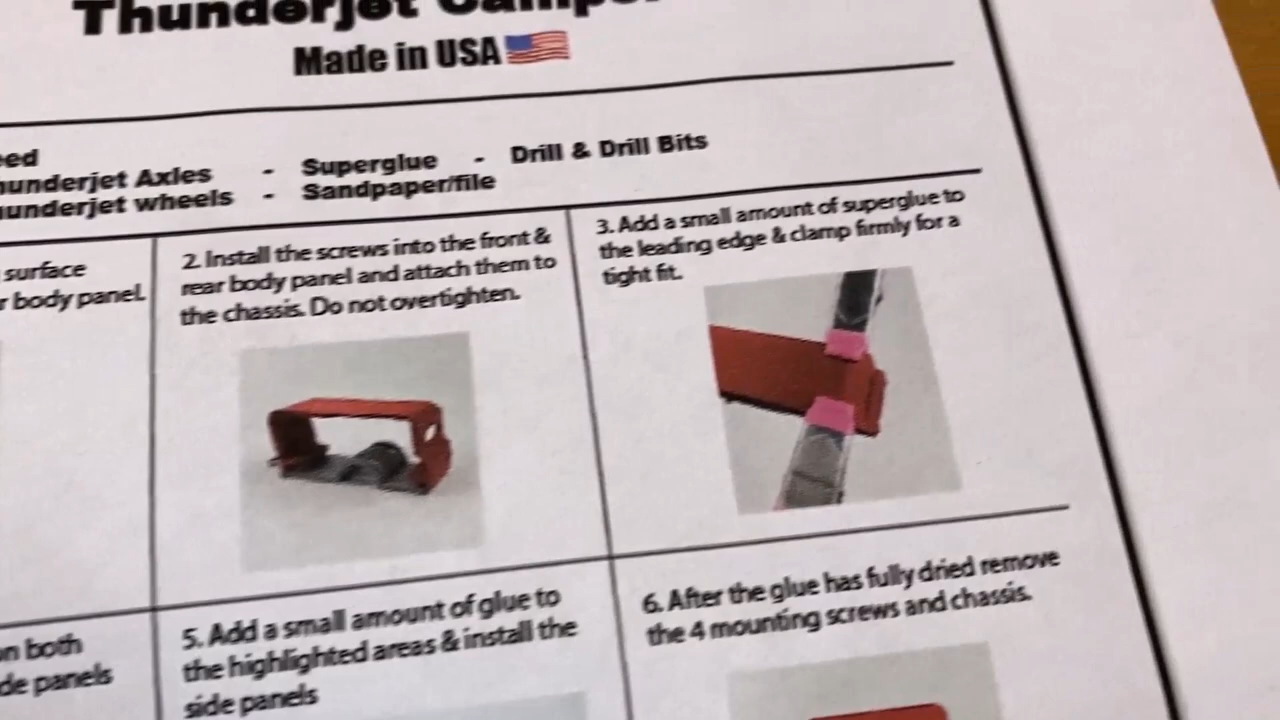 Thunderjet Camper
Made in USA
eed
hunderjet Axles - Superglue - Drill & Drill Bits
hunderjet wheels - Sandpaper/file
surface
r body panel.
2. Install the screws into the front &
rear body panel and attach them to
the chassis. Do not overtighten.
3. Add a small amount of superglue to
the leading edge & clamp firmly for a
tight fit.
on both
de panels
5. Add a small amount of glue to
the highlighted areas & install the
side panels
6. After the glue has fully dried remove
the 4 mounting screws and chassis.